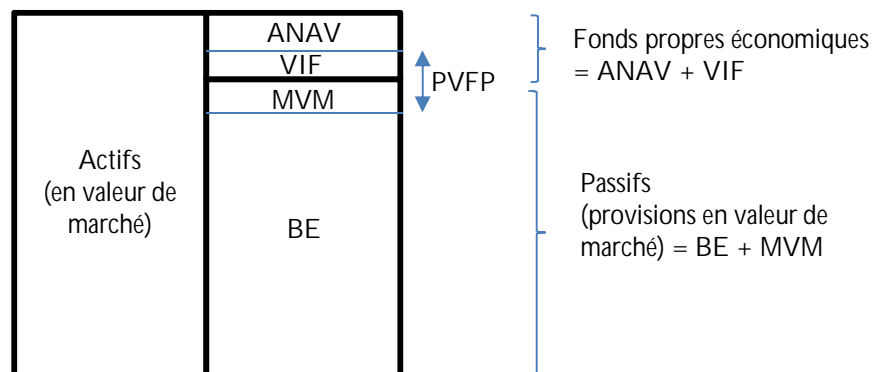 ANAV
VIF
MVM
PVFP
Fonds propres économiques
= ANAV + VIF
Actifs
(en valeur de
marché)
BE
Passifs
(provisions en valeur de
marché) = BE + MVM